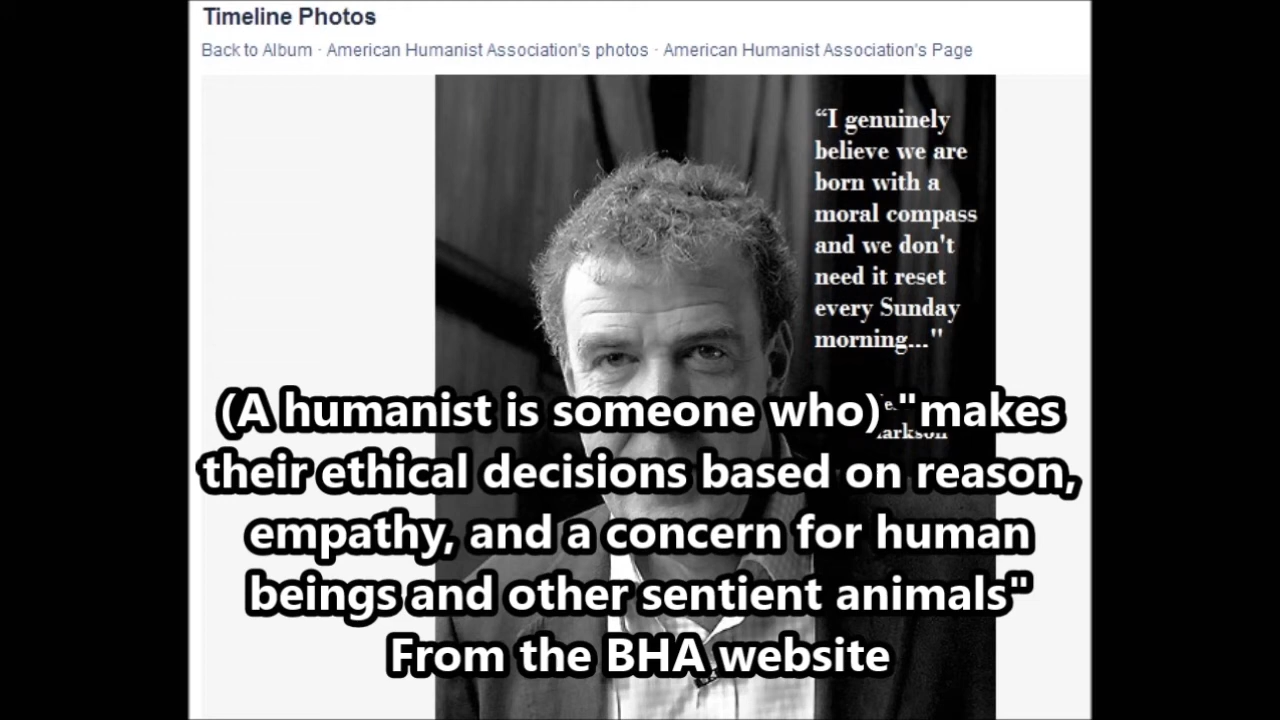 Timeline Photos
Back to Album · American Humanist Association's photos · American Humanist Association's Page
“I genuinely
believe we are
born with a
moral compass
and we don't
need it reset
every Sunday
morning..."
(A humanist is someone who) "makes
their ethical decisions based on reason,
empathy, and a concern for human
beings and other sentient animals"
From the BHA website